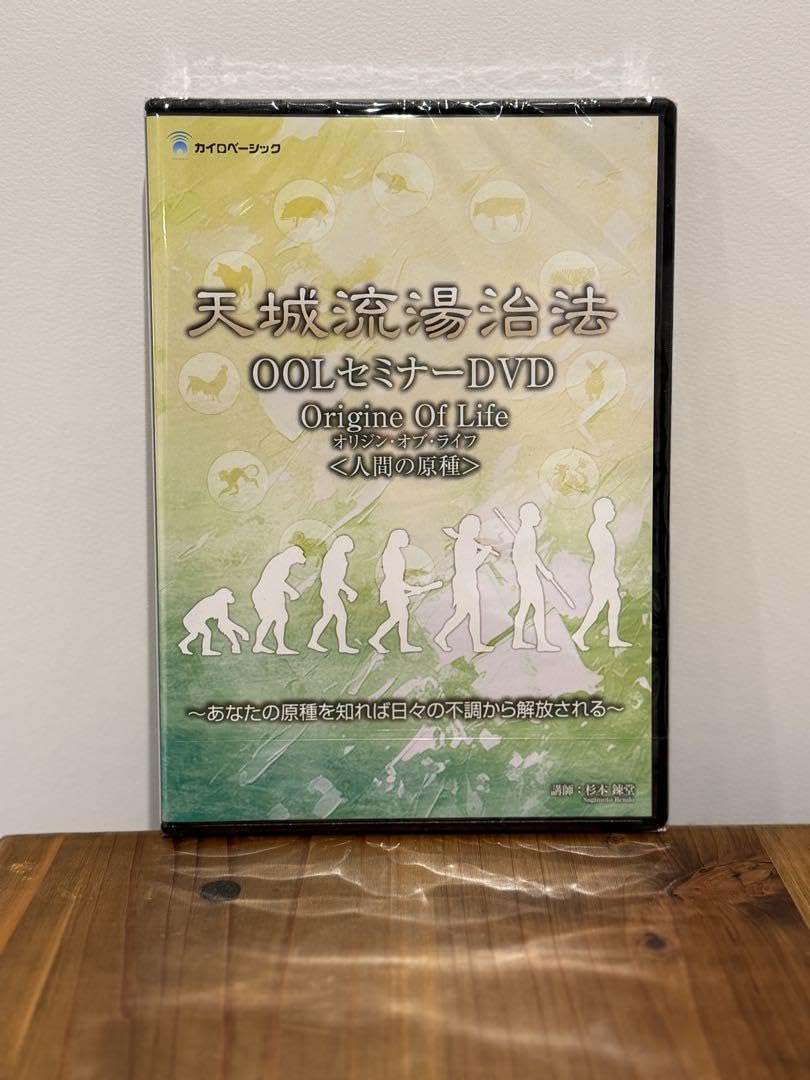 カイロベーシック
天城流湯治法
OOLセミナーDVD
Origine Of Life
オリジン・オブ・ライフ
<人間の原種>
～あなたの原種を知れば日々の不調から解放される～
講師：杉本 錬堂
Sugimoto Rendo